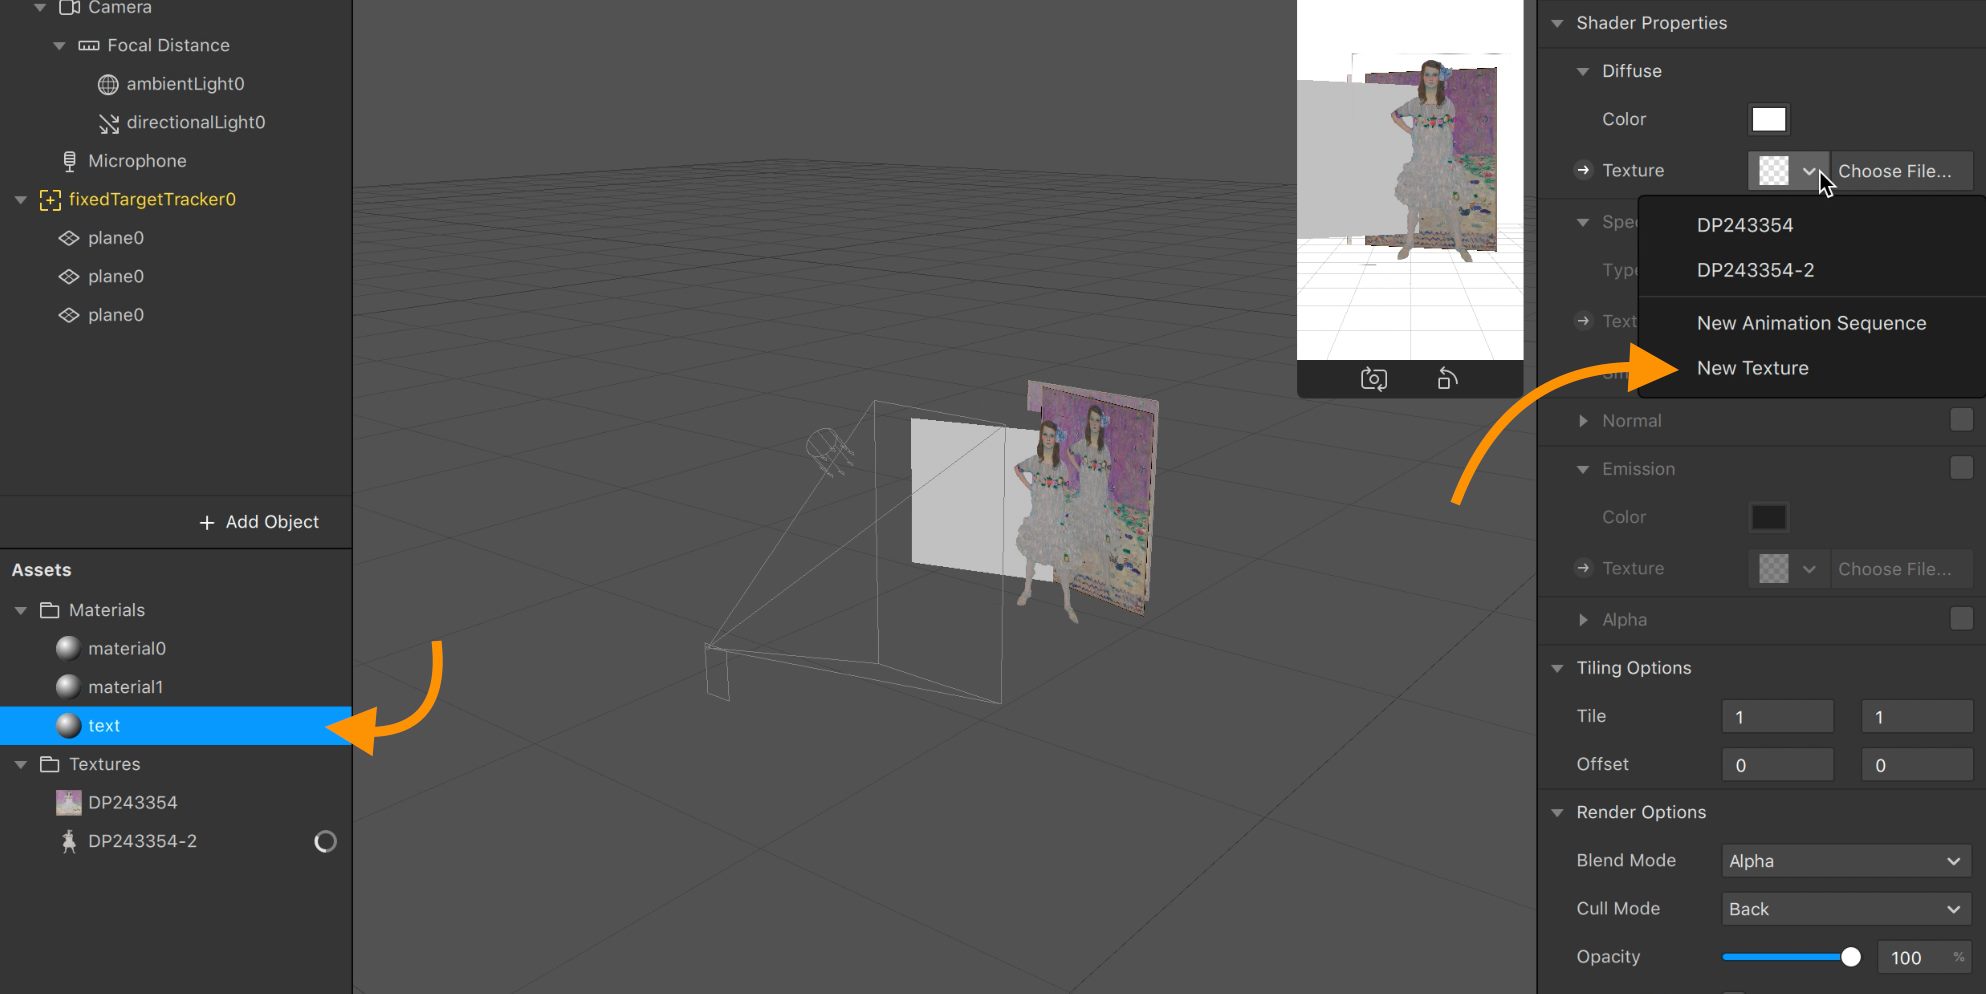 Camera
Focal Distance
ambientLight0
directionalLight0
Microphone
fixedTargetTracker0
plane0
plane0
plane0
Add Object
Assets
Materials
material0
material1
text
Textures
DP243354
DP243354-2
Shader Properties
Diffuse
Color
Texture
Choose File...
DP243354
DP243354-2
New Animation Sequence
New Texture
Spe
Type
Text
Normal
Emission
Color
Texture
Choose File...
Alpha
Tiling Options
Tile 1 1
Offset 0 0
Render Options
Blend Mode Alpha
Cull Mode Back
Opacity 100 %